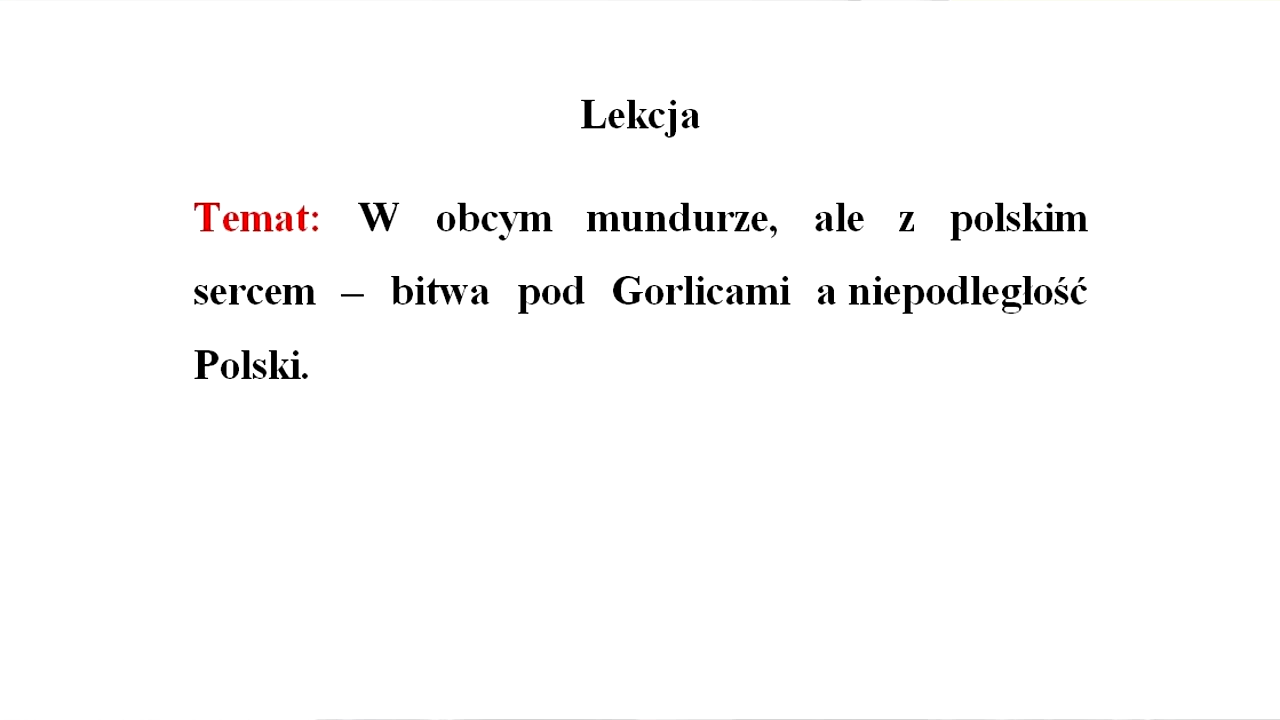 Lekcja
Temat: W obcym mundurze, ale z polskim
sercem – bitwa pod Gorlicami a niepodległość
Polski.